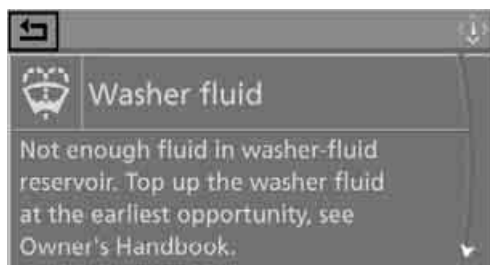 Washer fluid
Not enough fluid in washer-fluid
reservoir. Top up the washer fluid
at the earliest opportunity, see
Owner's Handbook.